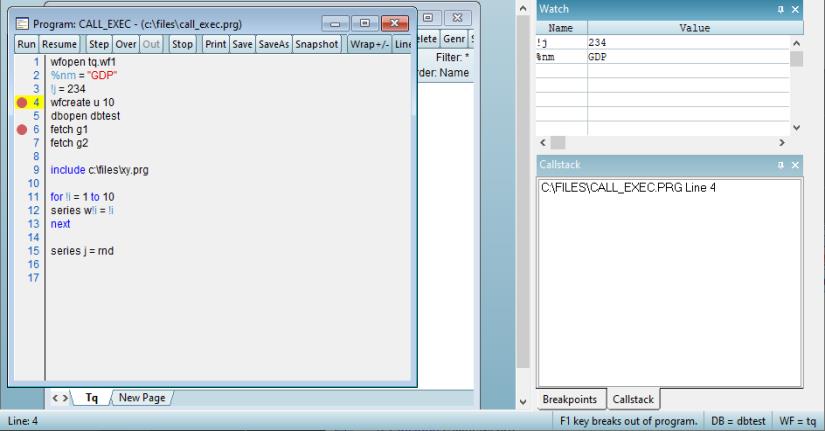 Program: CALL_EXEC - (c:\files\call_exec.prg)
Run Resume Step Over Out Stop Print Save SaveAs Snapshot Wrap+/- Line
1 wfopen tq.wf1
2 %nm = "GDP"
3 !j = 234
4 wfcreate u 10
5 dbopen dbtest
6 fetch g1
7 fetch g2
8
9 include c:\files\xy.prg
10
11 for !i = 1 to 10
12 series w!i = !i
13 next
14
15 series j = rnd
16
17
elete Genr
Filter: *
rder: Name
Tq New Page
Watch
Name Value
!j 234
%nm GDP
Callstack
C:\FILES\CALL_EXEC.PRG Line 4
Breakpoints Callstack
Line: 4
F1 key breaks out of program. DB = dbtest WF = tq